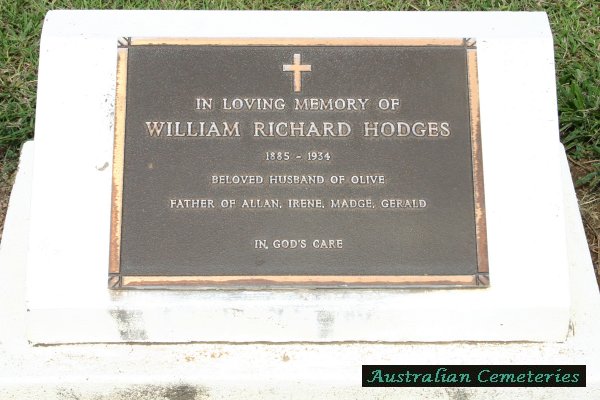 IN LOVING MEMORY OF
WILLIAM RICHARD HODGES
1885 - 1934
BELOVED HUSBAND OF OLIVE
FATHER OF ALLAN, IRENE, MADGE, GERALD
IN GOD'S CARE
Australian Cemeteries